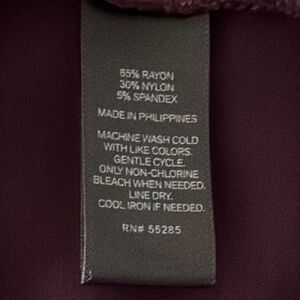 65% RAYON
30% NYLON
5% SPANDEX
MADE IN PHILIPPINES
MACHINE WASH COLD
WITH LIKE COLORS.
GENTLE CYCLE.
ONLY NON-CHLORINE
BLEACH WHEN NEEDED.
LINE DRY.
COOL IRON IF NEEDED.
RN# 55285